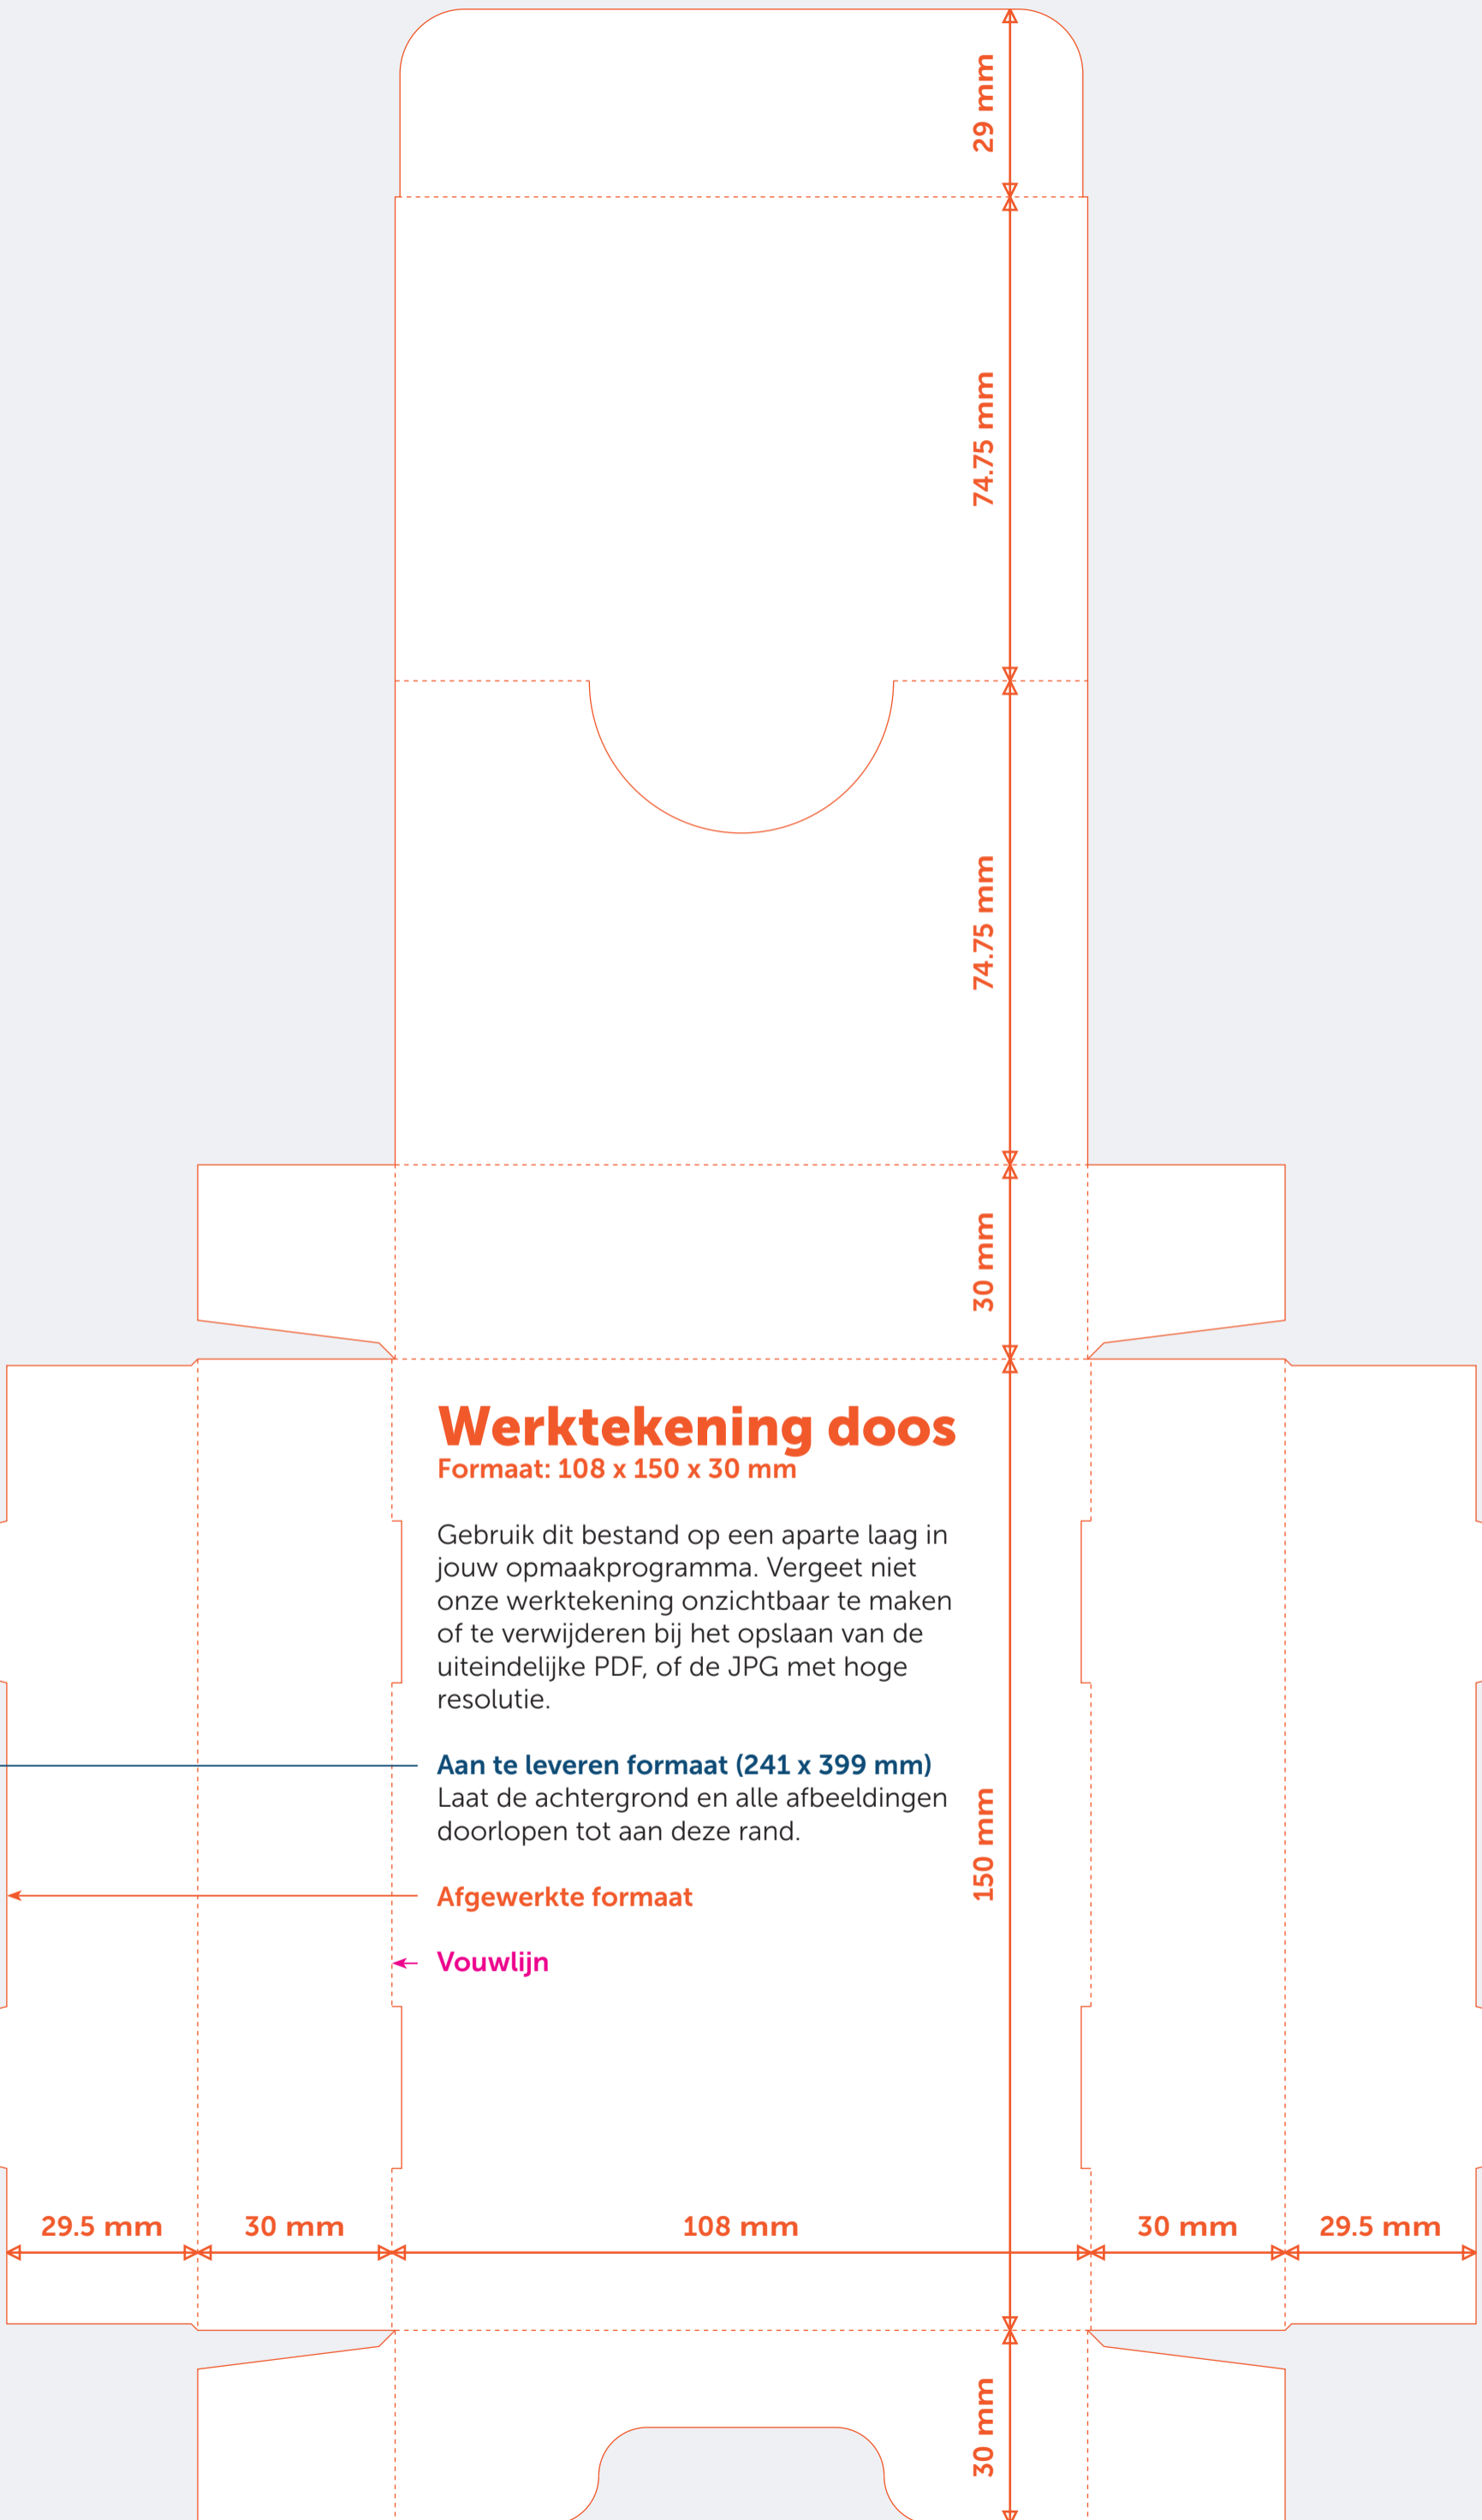 29 mm
74.75 mm
74.75 mm
30 mm
Werktekening doos
Formaat: 108 x 150 x 30 mm
Gebruik dit bestand op een aparte laag in
jouw opmaakprogramma. Vergeet niet
onze werktekening onzichtbaar te maken
of te verwijderen bij het opslaan van de
uiteindelijke PDF, of de JPG met hoge
resolutie.
Aan te leveren formaat (241 x 399 mm)
Laat de achtergrond en alle afbeeldingen
doorlopen tot aan deze rand.
150 mm
Afgewerkte formaat
Vouwlijn
29.5 mm
30 mm
108 mm
30 mm
29.5 mm
30 mm